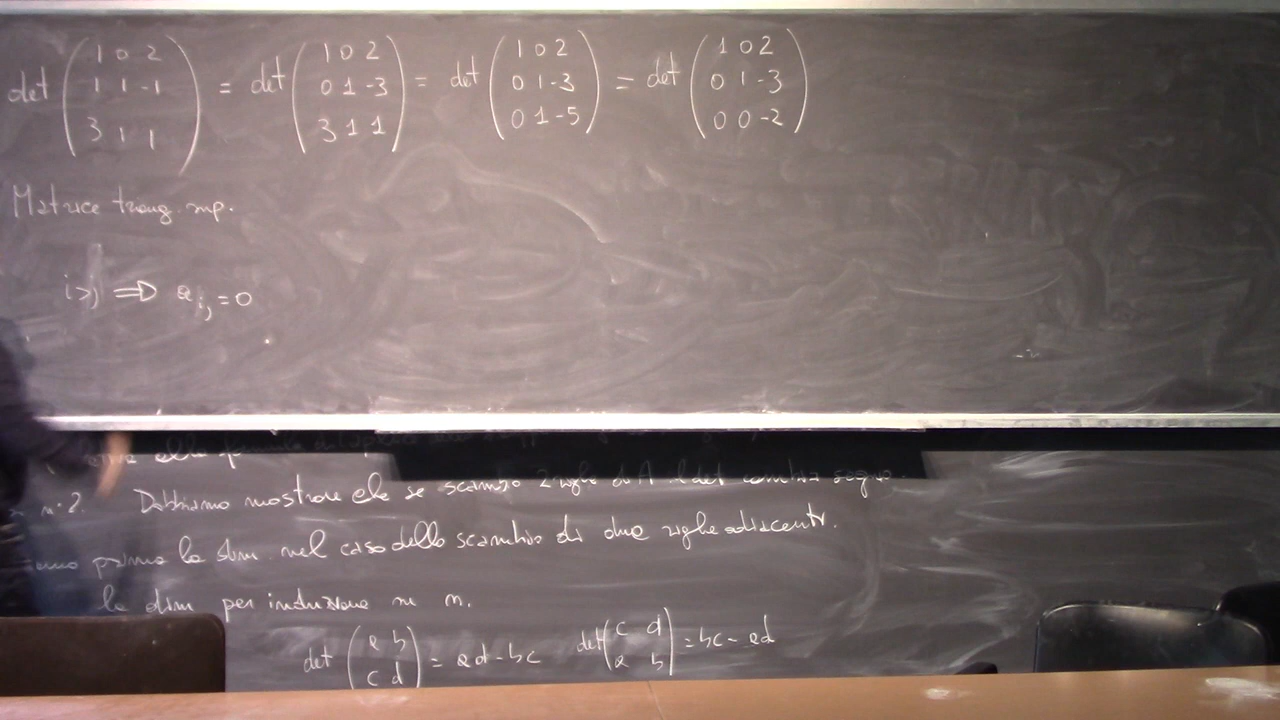 det ( 1 0 2 ; 1 1 -1 ; 3 1 1 ) = det ( 1 0 2 ; 0 1 -3 ; 3 1 1 ) = det ( 1 0 2 ; 0 1 -3 ; 0 1 -5 ) = det ( 1 0 2 ; 0 1 -3 ; 0 0 -2 )
Matrice triang. sup.
i>j ⇒ a_{ij} = 0
n°2. Dobbiamo mostrare che se scambio 2 righe di A il det cambia segno
prima la dim. nel caso dello scambio di due righe adiacenti.
la dim per induzione su n.
det ( a b ; c d ) = ad - bc det ( c d ; a b ) = bc - ad